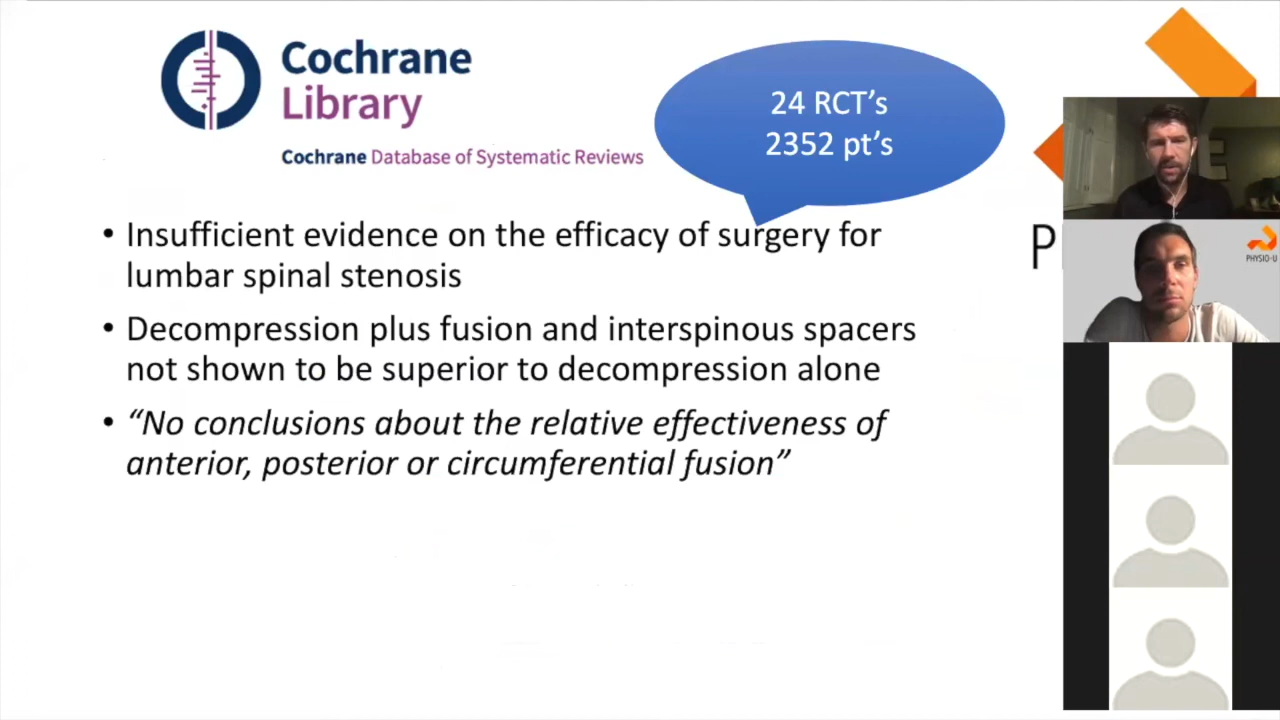 Cochrane
Library
Cochrane Database of Systematic Reviews
24 RCT’s
2352 pt’s
• Insufficient evidence on the efficacy of surgery for
lumbar spinal stenosis
• Decompression plus fusion and interspinous spacers
not shown to be superior to decompression alone
• “No conclusions about the relative effectiveness of
anterior, posterior or circumferential fusion”
P
PHYSIO-U